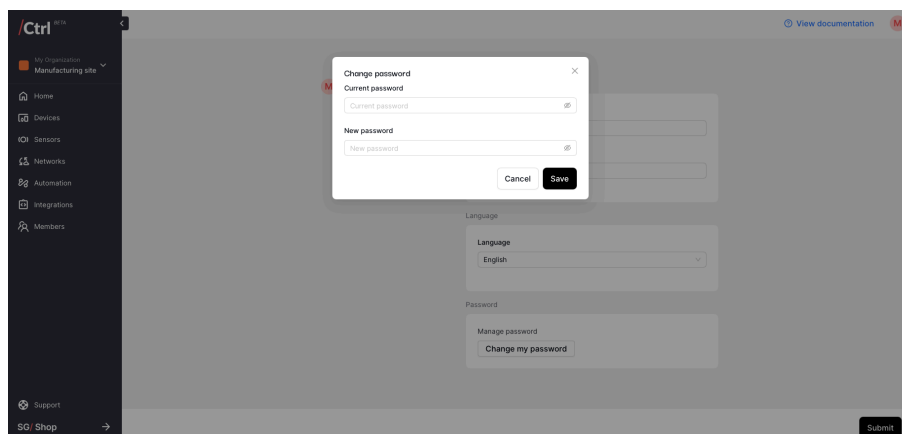 /Ctrl BETA
View documentation
M
My Organization
Manufacturing site
Home
Devices
Sensors
Networks
Automation
Integrations
Members
Support
SG/ Shop
M
Change password
Current password
Current password
New password
New password
Cancel
Save
Language
Language
English
Password
Manage password
Change my password
Submit